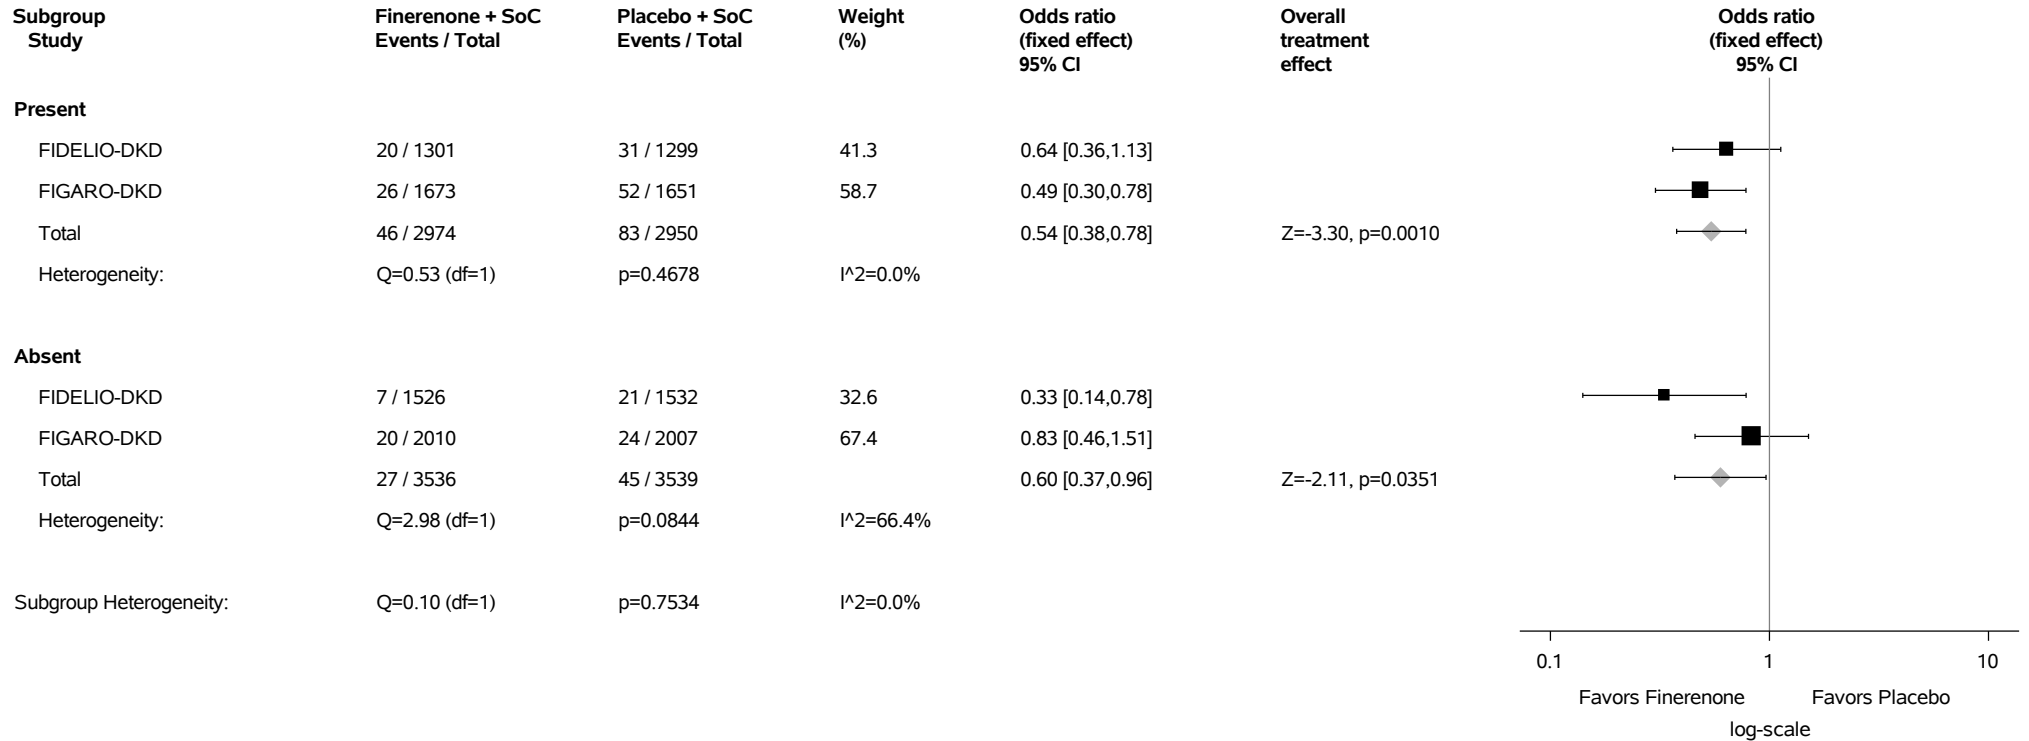 Subgroup Finerenone + SoC Placebo + SoC Weight Odds ratio Overall Odds ratio
Study Events / Total Events / Total (%) (fixed effect) treatment (fixed effect)
95% CI effect 95% CI
Present
FIDELIO-DKD 20 / 1301 31 / 1299 41.3 0.64 [0.36,1.13]
FIGARO-DKD 26 / 1673 52 / 1651 58.7 0.49 [0.30,0.78]
Total 46 / 2974 83 / 2950 0.54 [0.38,0.78] Z=-3.30, p=0.0010
Heterogeneity: Q=0.53 (df=1) p=0.4678 I^2=0.0%
Absent
FIDELIO-DKD 7 / 1526 21 / 1532 32.6 0.33 [0.14,0.78]
FIGARO-DKD 20 / 2010 24 / 2007 67.4 0.83 [0.46,1.51]
Total 27 / 3536 45 / 3539 0.60 [0.37,0.96] Z=-2.11, p=0.0351
Heterogeneity: Q=2.98 (df=1) p=0.0844 I^2=66.4%
Subgroup Heterogeneity: Q=0.10 (df=1) p=0.7534 I^2=0.0%
0.1 1 10
Favors Finerenone Favors Placebo
log-scale